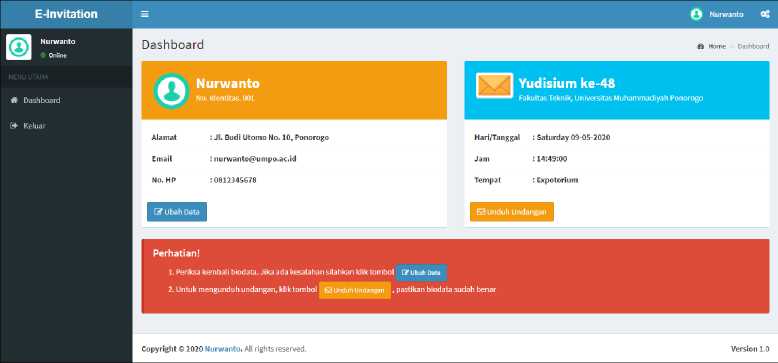 E-Invitation
Nurwanto
Nurwanto
Online
MENU UTAMA
Dashboard
Keluar
Dashboard
Home > Dashboard
Nurwanto
No. Identitas. 001
Alamat : Jl. Budi Utomo No. 10, Ponorogo
Email : nurwanto@umpo.ac.id
No. HP : 0812345678
Ubah Data
Yudisium ke-48
Fakultas Teknik, Universitas Muhammadiyah Ponorogo
Hari/Tanggal : Saturday 09-05-2020
Jam : 14:49:00
Tempat : Expotorium
Unduh Undangan
Perhatian!
1. Periksa kembali biodata. Jika ada kesalahan silahkan klik tombol Ubah Data
2. Untuk mengunduh undangan, klik tombol Unduh Undangan , pastikan biodata sudah benar
Copyright © 2020 Nurwanto. All rights reserved.
Version 1.0